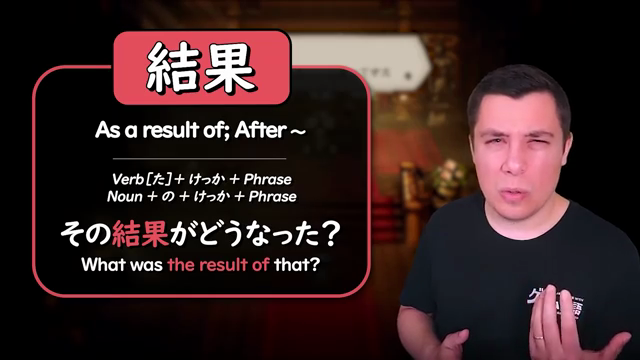 結果
As a result of; After ~
Verb [た] + けっか + Phrase
Noun + の + けっか + Phrase
その結果がどうなった？
What was the result of that?